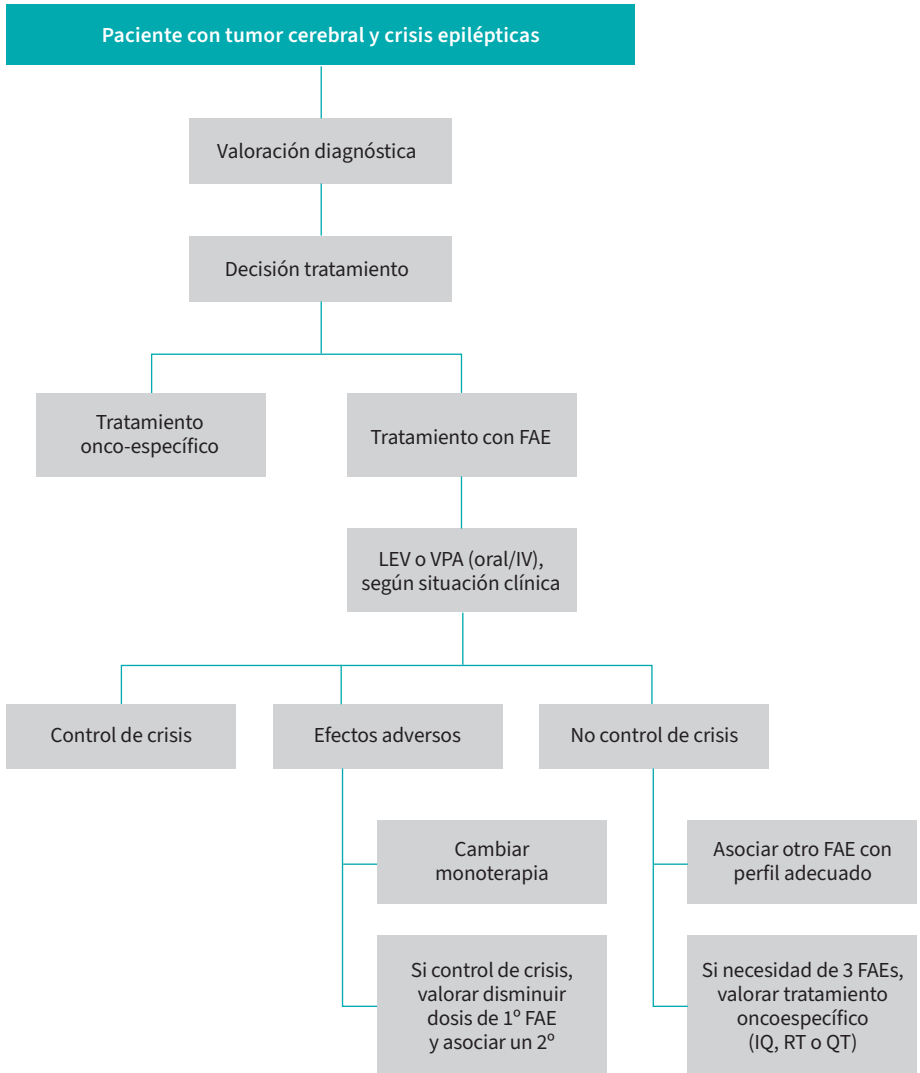 Paciente con tumor cerebral y crisis epilépticas
Valoración diagnóstica
Decisión tratamiento
Tratamiento
onco-específico
Tratamiento con FAE
LEV o VPA (oral/IV),
según situación clínica
Control de crisis
Efectos adversos
No control de crisis
Cambiar
monoterapia
Asociar otro FAE con
perfil adecuado
Si control de crisis,
valorar disminuir
dosis de 1º FAE
y asociar un 2º
Si necesidad de 3 FAEs,
valorar tratamiento
oncoespecífico
(IQ, RT o QT)